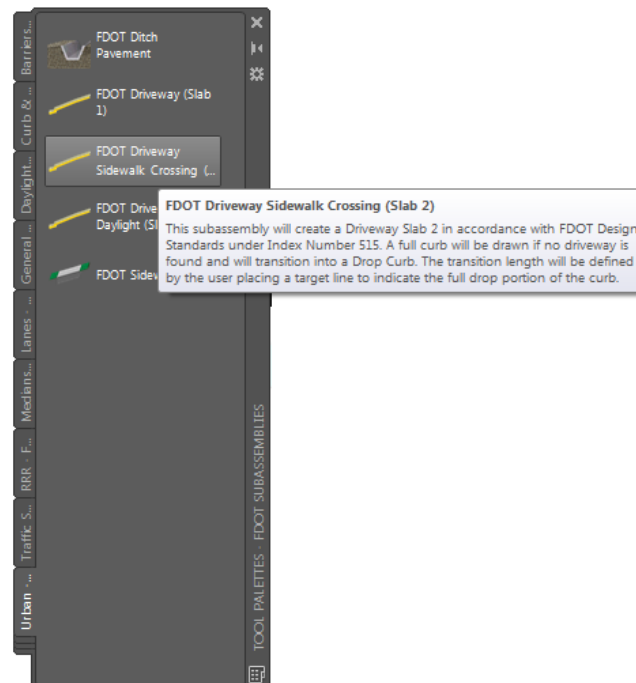 Barriers...
Curb & ...
Daylight...
General ...
Lanes - ...
Medians...
RRR - F...
Traffic S...
Urban -...
FDOT Ditch
Pavement
FDOT Driveway (Slab
1)
FDOT Driveway
Sidewalk Crossing (...
FDOT Drive
Daylight (Sl
FDOT Sidew
FDOT Driveway Sidewalk Crossing (Slab 2)
This subassembly will create a Driveway Slab 2 in accordance with FDOT Design
Standards under Index Number 515. A full curb will be drawn if no driveway is
found and will transition into a Drop Curb. The transition length will be defined
by the user placing a target line to indicate the full drop portion of the curb.
TOOL PALETTES - FDOT SUBASSEMBLIES